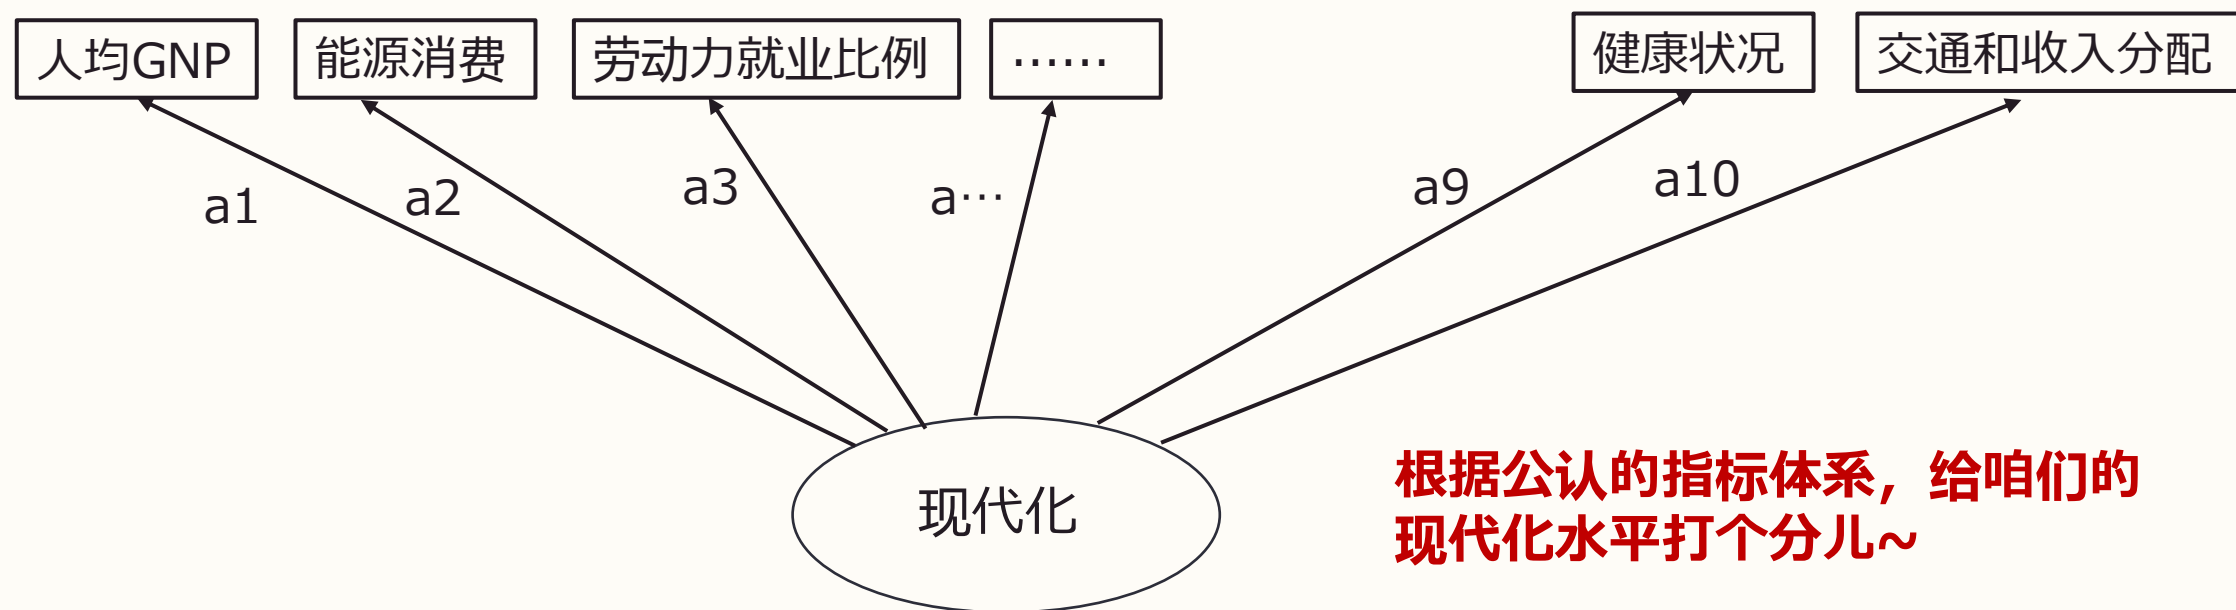 人均GNP
能源消费
劳动力就业比例
……
健康状况
交通和收入分配
a1
a2
a3
a…
a9
a10
现代化
根据公认的指标体系，给咱们的
现代化水平打个分儿~